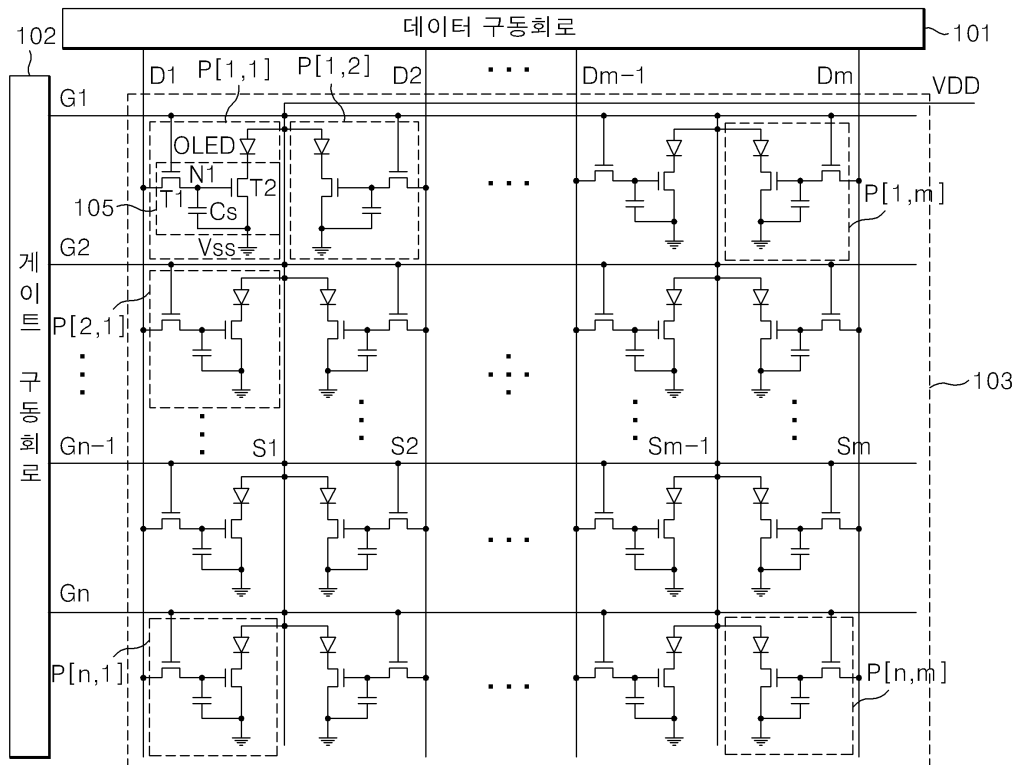 데이터 구동회로
101
102
D1
P[1,1]
P[1,2]
D2
Dm-1
Dm
VDD
G1
OLED
N1
T1
T2
105
Cs
Vss
P[1,m]
G2
게이트 구동회로
P[2,1]
103
Gn-1
S1
S2
Sm-1
Sm
Gn
P[n,1]
P[n,m]